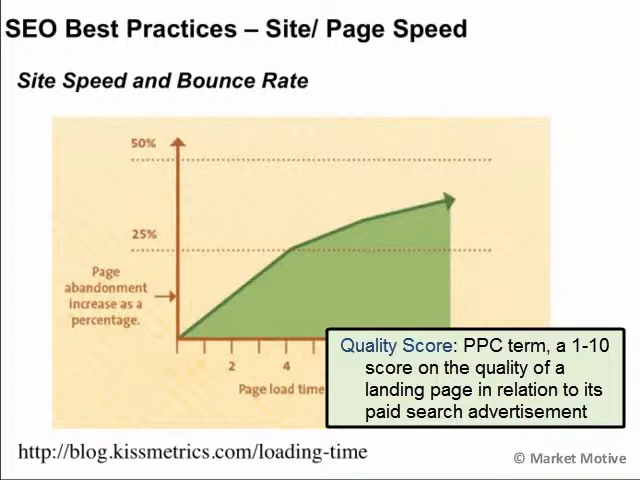 SEO Best Practices – Site/ Page Speed
Site Speed and Bounce Rate
50%
25%
Page
abandonment
increase as a
percentage.
2
4
Page load time
Quality Score: PPC term, a 1-10
score on the quality of a
landing page in relation to its
paid search advertisement
http://blog.kissmetrics.com/loading-time
© Market Motive